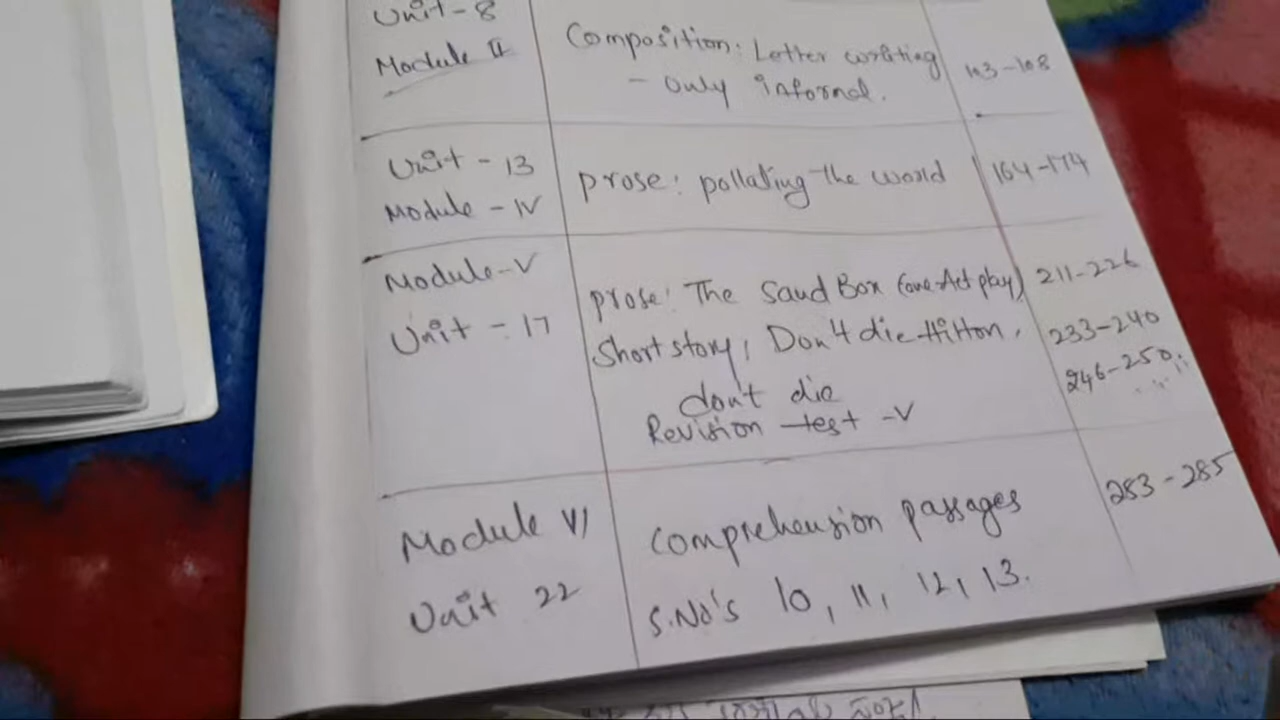 Unit - 8
Module II
Composition: Letter writing
- only informal.
103-108
Unit - 13
Module - IV
prose: polluting the world
164-174
Module - V
Unit - 17
prose: The Sand Box (one Act play)
Short story; Don't die Hitton,
don't die
Revision test - V
211-226
233-240
246-250
Module VI
Unit 22
Comprehension passages
S.No's 10, 11, 12, 13.
283-285